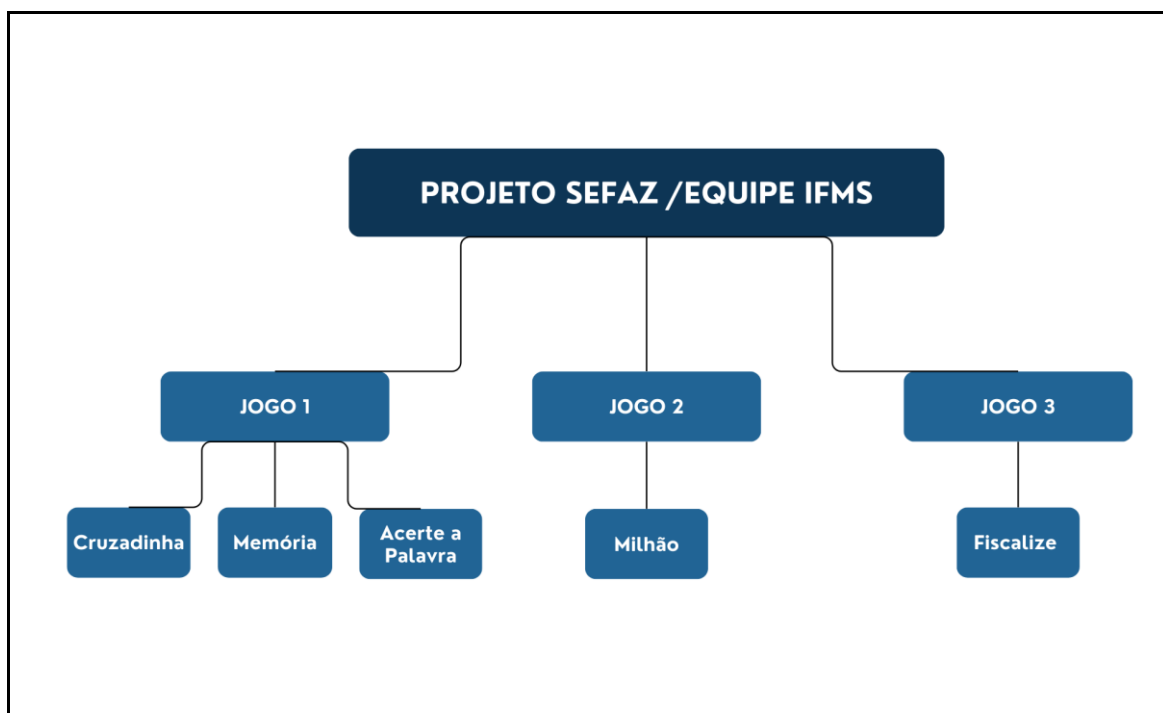 PROJETO SEFAZ /EQUIPE IFMS
JOGO 1
JOGO 2
JOGO 3
Cruzadinha
Memória
Acerte a
Palavra
Milhão
Fiscalize